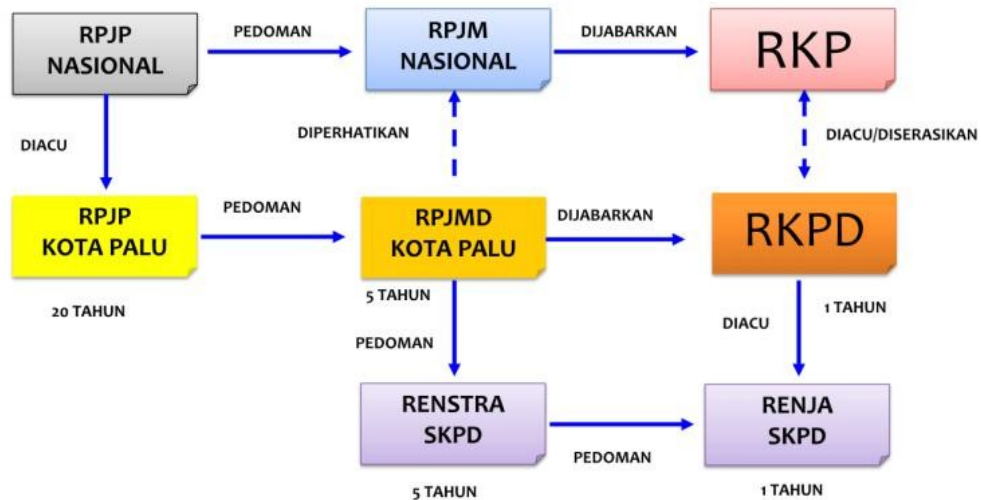 RPJP
NASIONAL
PEDOMAN
RPJM
NASIONAL
DIJABARKAN
RKP
DIACU
DIPERHATIKAN
DIACU/DISERASIKAN
RPJP
KOTA PALU
PEDOMAN
RPJMD
KOTA PALU
DIJABARKAN
RKPD
20 TAHUN
5 TAHUN
1 TAHUN
PEDOMAN
DIACU
RENSTRA
SKPD
PEDOMAN
RENJA
SKPD
5 TAHUN
1 TAHUN